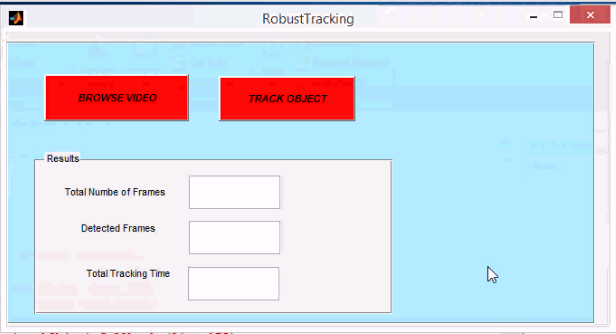 RobustTracking
BROWSE VIDEO
TRACK OBJECT
Results
Total Numbe of Frames
Detected Frames
Total Tracking Time